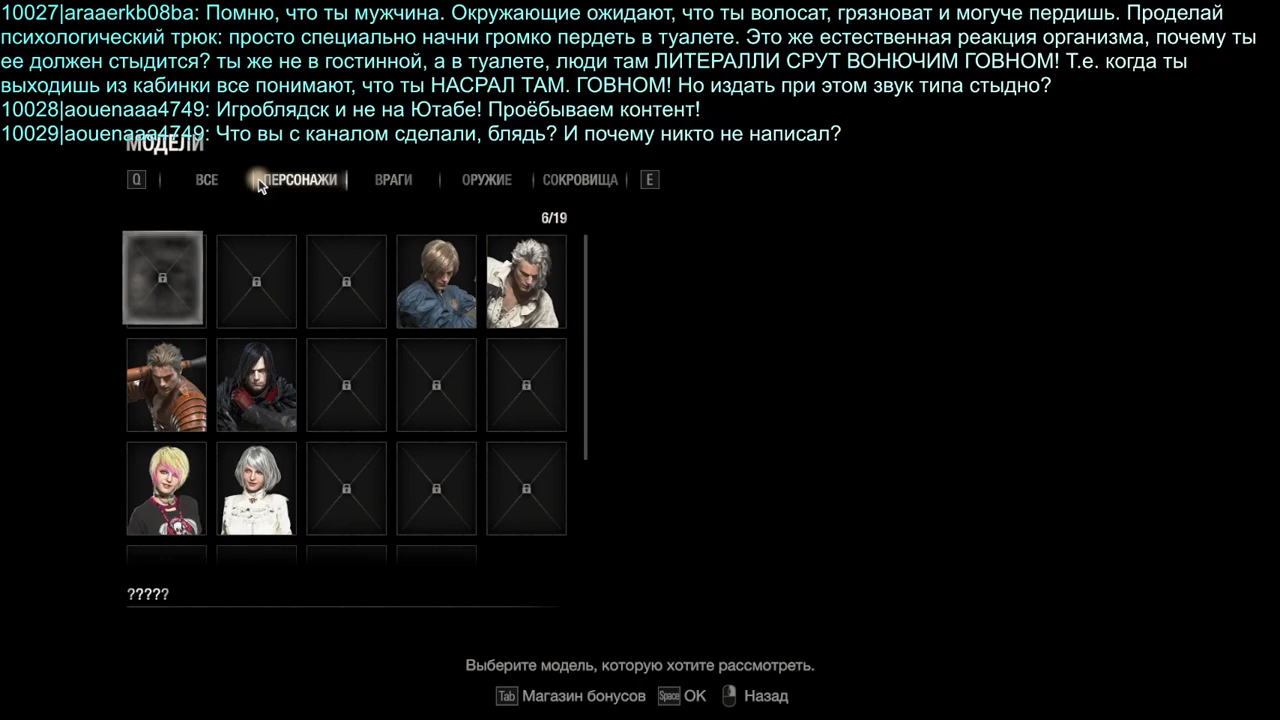 10027|araaerkb08ba: Помню, что ты мужчина. Окружающие ожидают, что ты волосат, грязноват и могуче пердишь. Проделай
психологический трюк: просто специально начни громко пердеть в туалете. Это же естественная реакция организма, почему ты
ее должен стыдится? ты же не в гостинной, а в туалете, люди там ЛИТЕРАЛЛИ СРУТ ВОНЮЧИМ ГОВНОМ! Т.е. когда ты
выходишь из кабинки все понимают, что ты НАСРАЛ ТАМ. ГОВНОМ! Но издать при этом звук типа стыдно?
10028|aouenaaa4749: Игроблядск и не на Ютабе! Проёбываем контент!
10029|aouenaaa4749: Что вы с каналом сделали, блядь? И почему никто не написал?
МОДЕЛИ
Q ВСЕ ПЕРСОНАЖИ ВРАГИ ОРУЖИЕ СОКРОВИЩА E
6/19
?????
Выберите модель, которую хотите рассмотреть.
Tab Магазин бонусов Space OK Назад